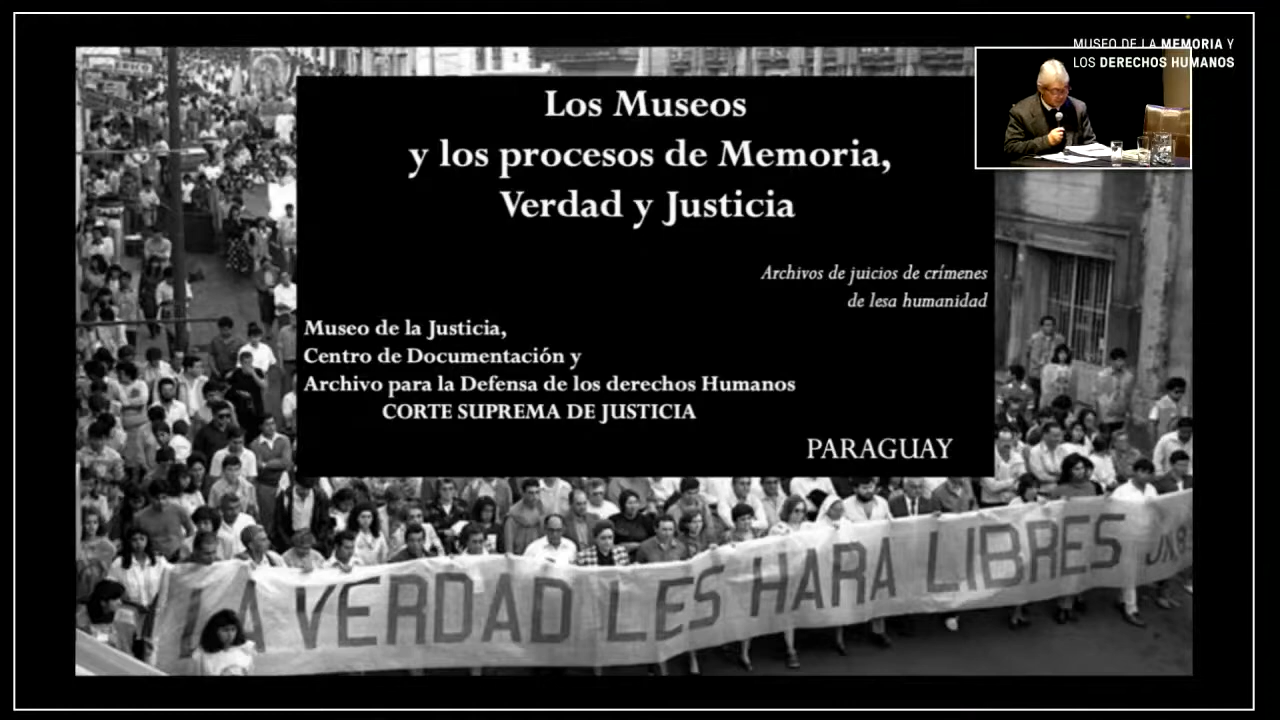 MUSEO DE LA MEMORIA Y
LOS DERECHOS HUMANOS
Los Museos
y los procesos de Memoria,
Verdad y Justicia
Archivos de juicios de crímenes
de lesa humanidad
Museo de la Justicia,
Centro de Documentación y
Archivo para la Defensa de los derechos Humanos
CORTE SUPREMA DE JUSTICIA
PARAGUAY
LA VERDAD LES HARA LIBRES